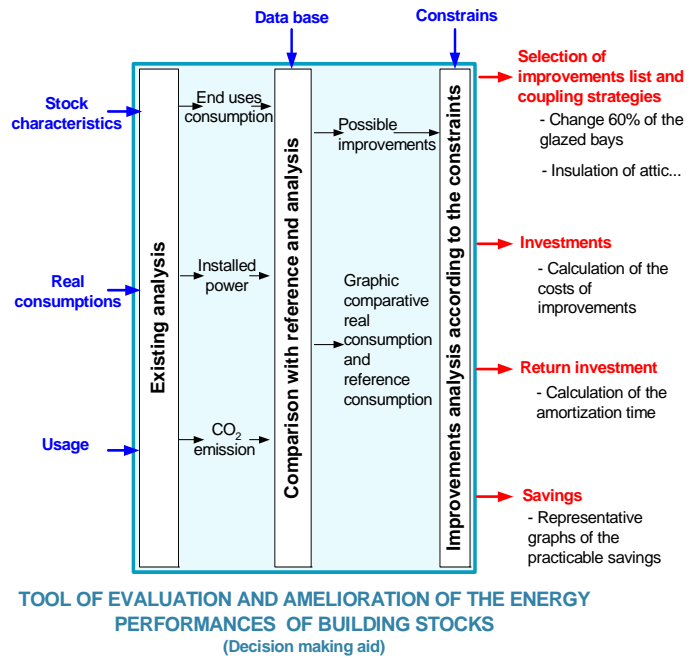 Data base
Constrains
Stock
characteristics
Real
consumptions
Usage
Existing analysis
End uses
consumption
Installed
power
CO₂
emission
Comparison with reference and analysis
Possible
improvements
Graphic
comparative
real
consumption
and
reference
consumption
Improvements analysis according to the constraints
Selection of
improvements list and
coupling strategies
- Change 60% of the
glazed bays
- Insulation of attic...
Investments
- Calculation of the
costs of
improvements
Return investment
- Calculation of the
amortization time
Savings
- Representative
graphs of the
practicable savings
TOOL OF EVALUATION AND AMELIORATION OF THE ENERGY
PERFORMANCES OF BUILDING STOCKS
(Decision making aid)